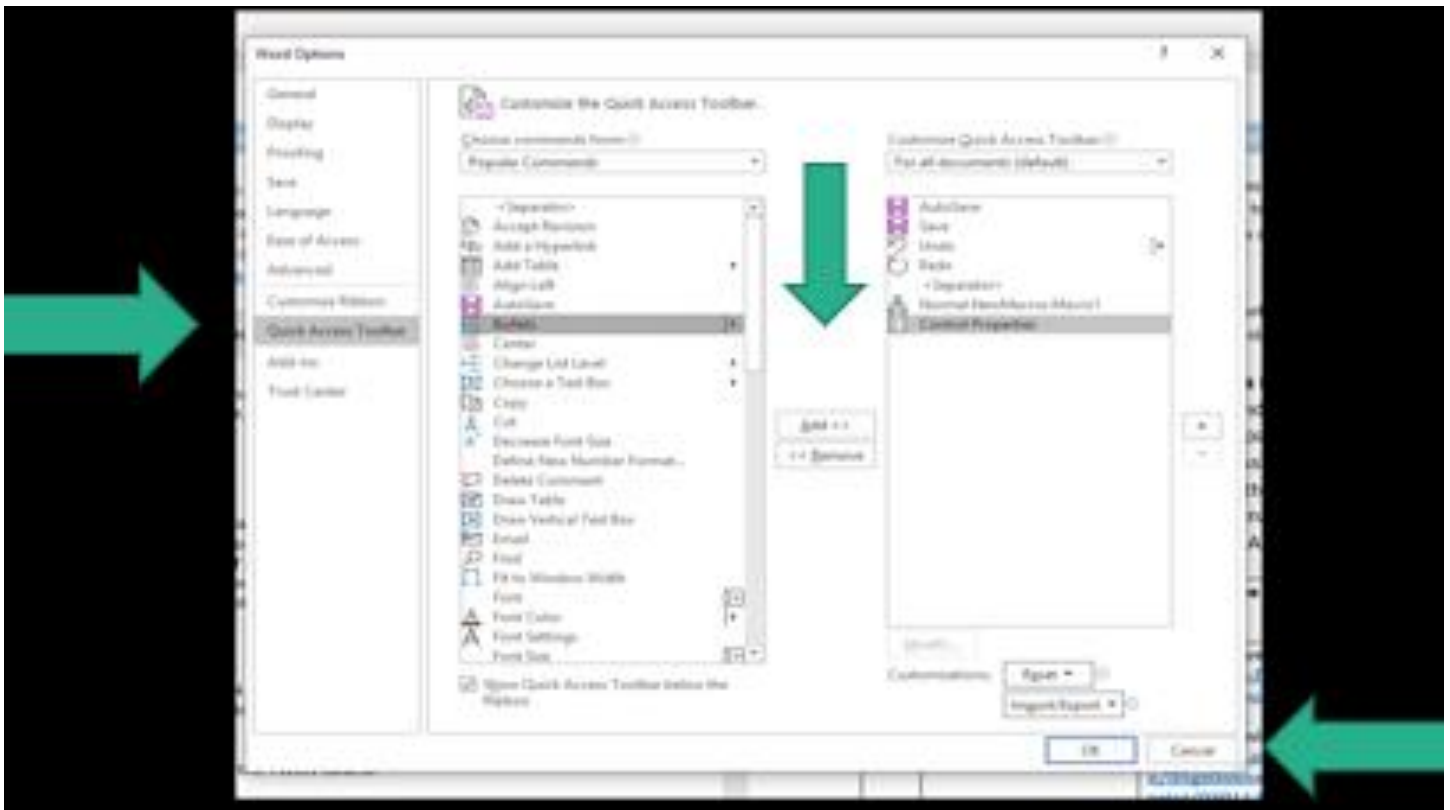 Word Options
General
Display
Proofing
Save
Language
Ease of Access
Advanced
Customize Ribbon
Quick Access Toolbar
Add-ins
Trust Center
Customize the Quick Access Toolbar.
Choose commands from:
Popular Commands
<Separator>
Accept Revision
Add a Hyperlink
Add Table
Align Left
AutoSave
Bullets
Center
Change List Level
Choose a Text Box
Copy
Cut
Decrease Font Size
Define New Number Format...
Delete Comment
Draw Table
Draw Vertical Text Box
Email
Find
Fit to Window Width
Font
Font Color
Font Settings
Font Size
Show Quick Access Toolbar below the
Ribbon
Add >>
<< Remove
Customize Quick Access Toolbar:
For all documents (default)
AutoSave
Save
Undo
Redo
<Separator>
Normal.NewMacros.Macro1
Control Properties
Modify...
Customizations:
Reset
Import/Export
OK
Cancel